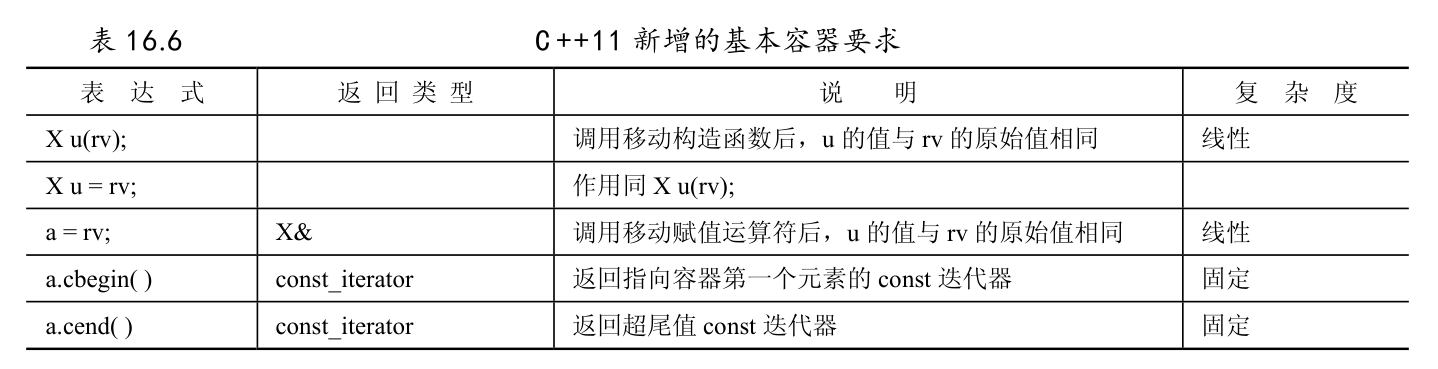 表 16.6 C++11 新增的基本容器要求
表 达 式 返 回 类 型 说 明 复 杂 度
X u(rv); 调用移动构造函数后，u 的值与 rv 的原始值相同 线性
X u = rv; 作用同 X u(rv);
a = rv; X& 调用移动赋值运算符后，u 的值与 rv 的原始值相同 线性
a.cbegin( ) const_iterator 返回指向容器第一个元素的 const 迭代器 固定
a.cend( ) const_iterator 返回超尾值 const 迭代器 固定